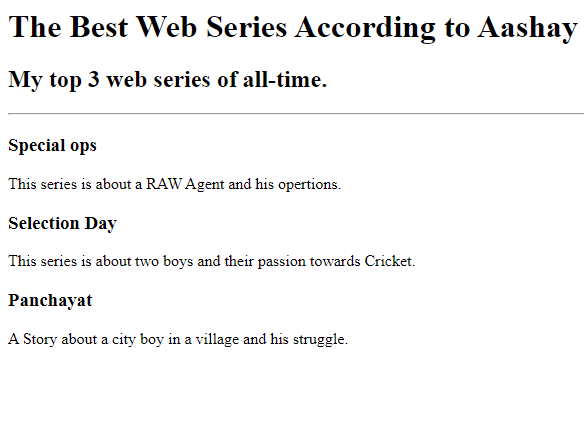 The Best Web Series According to Aashay
My top 3 web series of all-time.
Special ops
This series is about a RAW Agent and his opertions.
Selection Day
This series is about two boys and their passion towards Cricket.
Panchayat
A Story about a city boy in a village and his struggle.